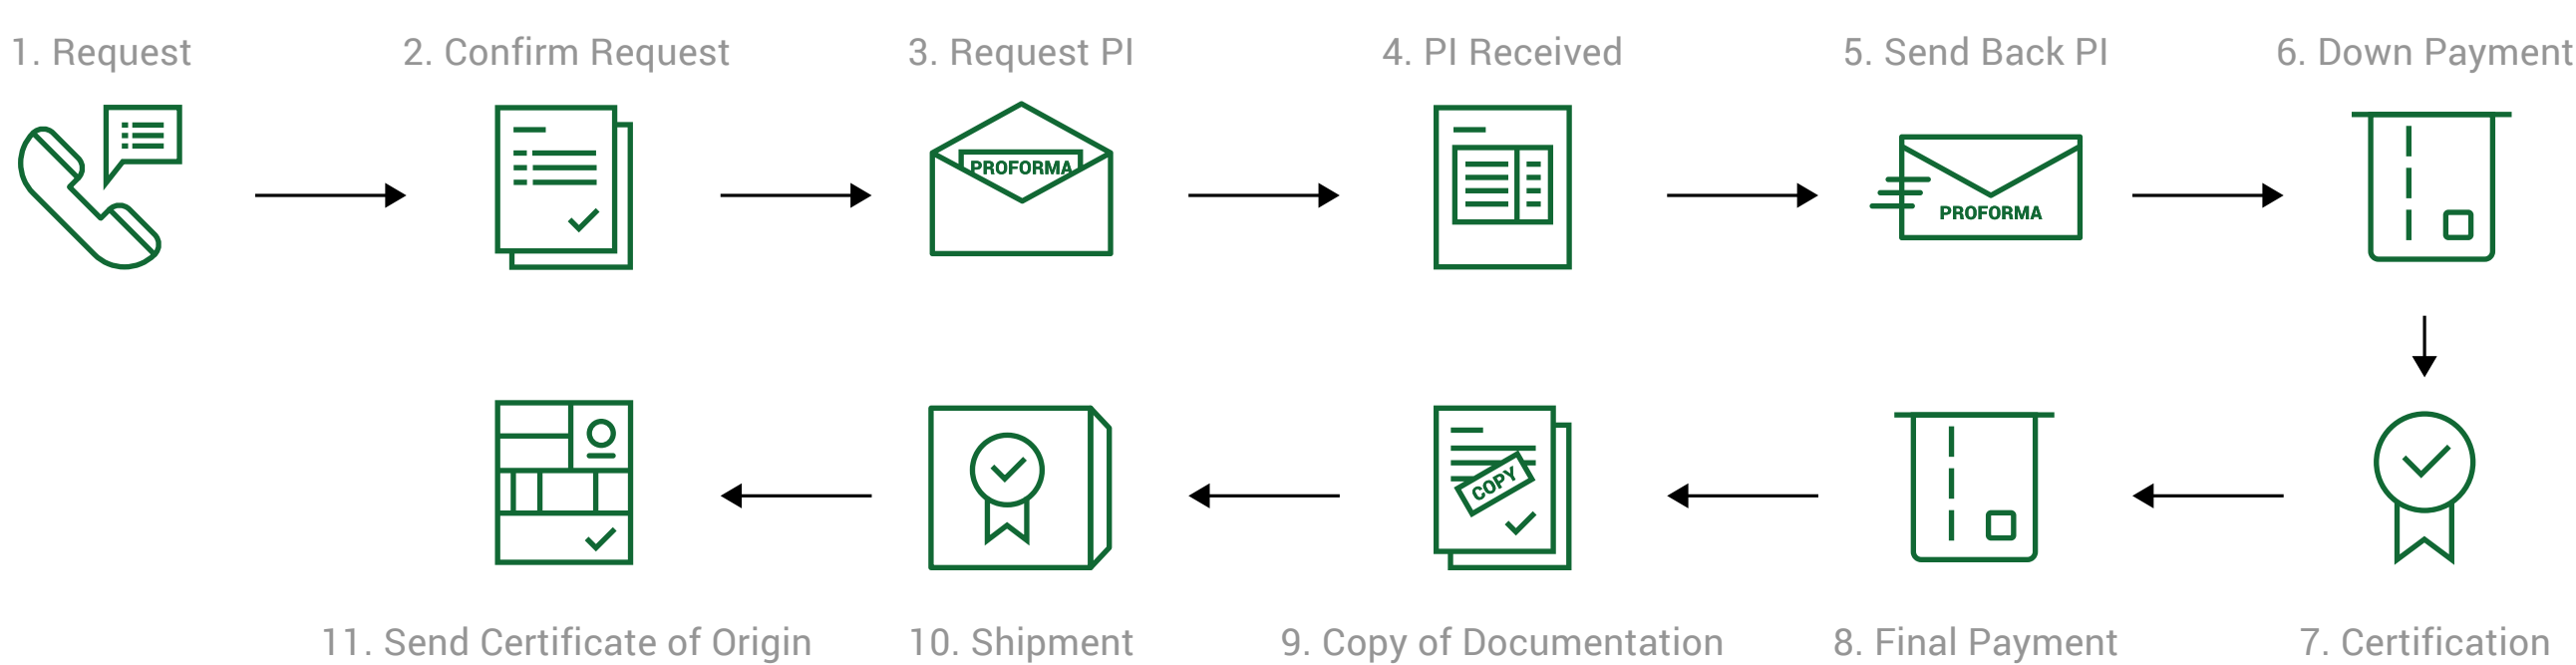 1. Request
2. Confirm Request
3. Request PI
4. PI Received
5. Send Back PI
6. Down Payment
PROFORMA
PROFORMA
COPY
11. Send Certificate of Origin
10. Shipment
9. Copy of Documentation
8. Final Payment
7. Certification